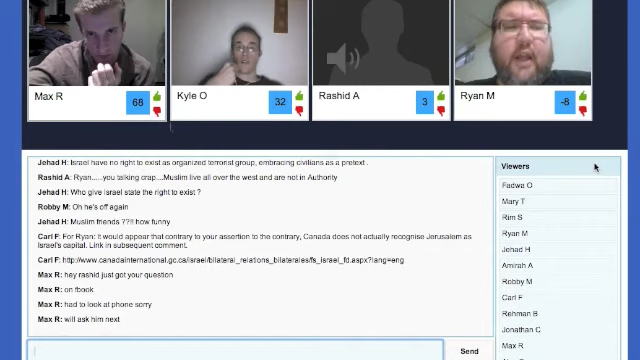 Max R
68
Kyle O
32
Rashid A
3
Ryan M
-8
Jehad H: Israel have no right to exist as organized terrorist group, embracing civilians as a pretext .
Rashid A: Ryan.....you talking crap...Muslim live all over the west and are not in Authority
Jehad H: Who give israel state the right to exist ?
Robby M: Oh he's off again
Jehad H: Muslim friends ??!! how funny
Carl F: For Ryan: It would appear that contrary to your assertion to the contrary, Canada does not actually recognise Jerusalem as
Israel's capital. Link in subsequent comment.
Carl F: http://www.canadainternational.gc.ca/israel/bilateral_relations_bilaterales/fs_israel_fd.aspx?lang=eng
Max R: hey rashid just got your question
Max R: on fbook
Max R: had to look at phone sorry
Max R: will ask him next
Send
Viewers
Fadwa O
Mary T
Rim S
Ryan M
Jehad H
Amirah A
Robby M
Carl F
Rehman B
Jonathan C
Max R